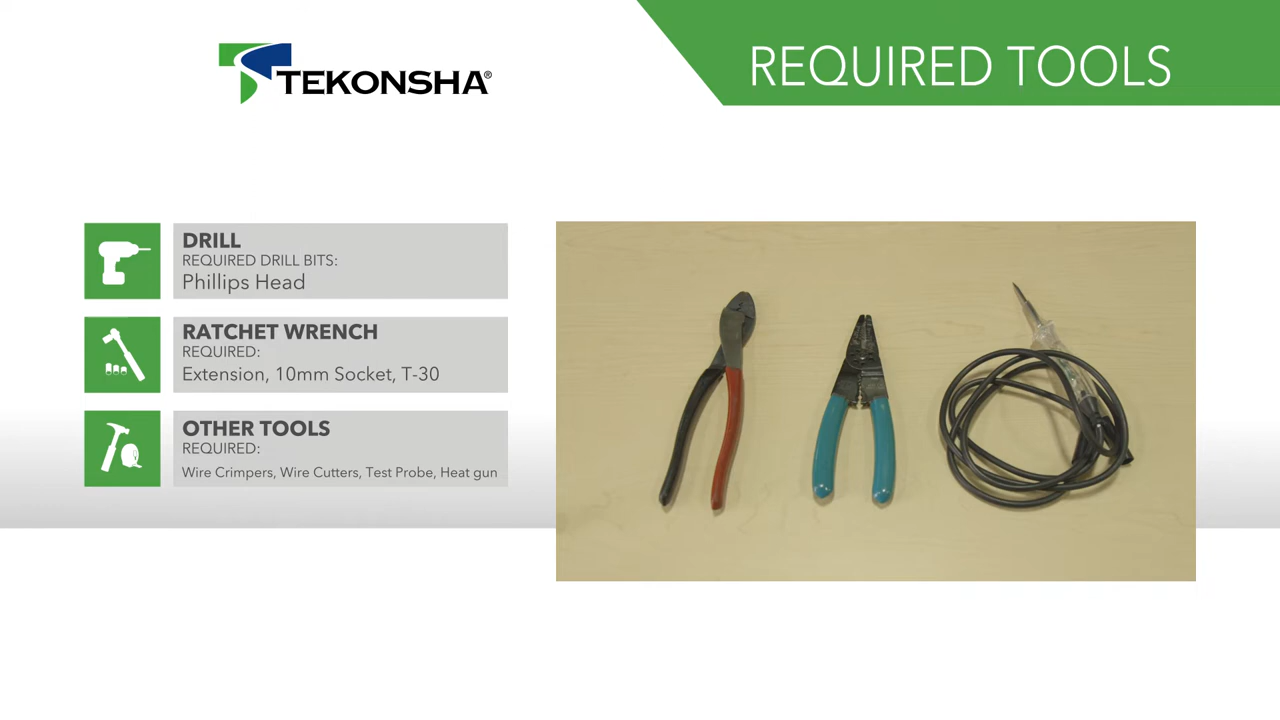 TEKONSHA®
REQUIRED TOOLS
DRILL
REQUIRED DRILL BITS:
Phillips Head
RATCHET WRENCH
REQUIRED:
Extension, 10mm Socket, T-30
OTHER TOOLS
REQUIRED:
Wire Crimpers, Wire Cutters, Test Probe, Heat gun